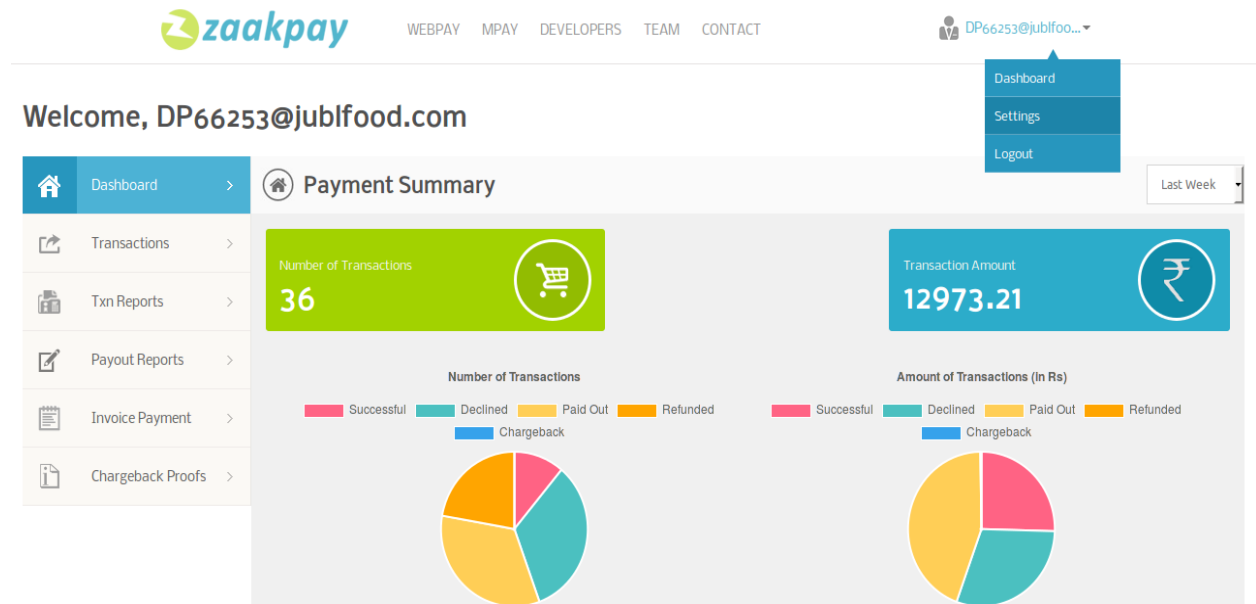 zaakpay
WEBPAY MPAY DEVELOPERS TEAM CONTACT
DP66253@jublfoo...
Dashboard
Settings
Logout
Welcome, DP66253@jublfood.com
Dashboard
Transactions
Txn Reports
Payout Reports
Invoice Payment
Chargeback Proofs
Payment Summary
Last Week
Number of Transactions
36
Transaction Amount
12973.21
₹
Number of Transactions
Successful Declined Paid Out Refunded
Chargeback
Amount of Transactions (in Rs)
Successful Declined Paid Out Refunded
Chargeback